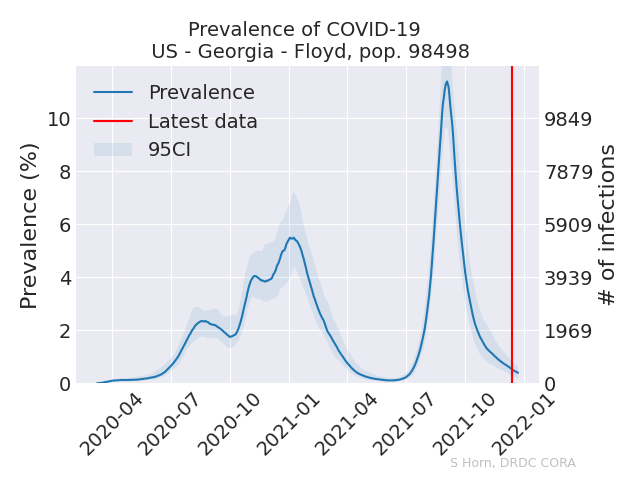 Prevalence of COVID-19
US - Georgia - Floyd, pop. 98498
Prevalence
Latest data
95CI
Prevalence (%)
10
8
6
4
2
0
9849
7879
5909
3939
1969
0
# of infections
2020-04
2020-07
2020-10
2021-01
2021-04
2021-07
2021-10
2022-01
S Horn, DRDC CORA